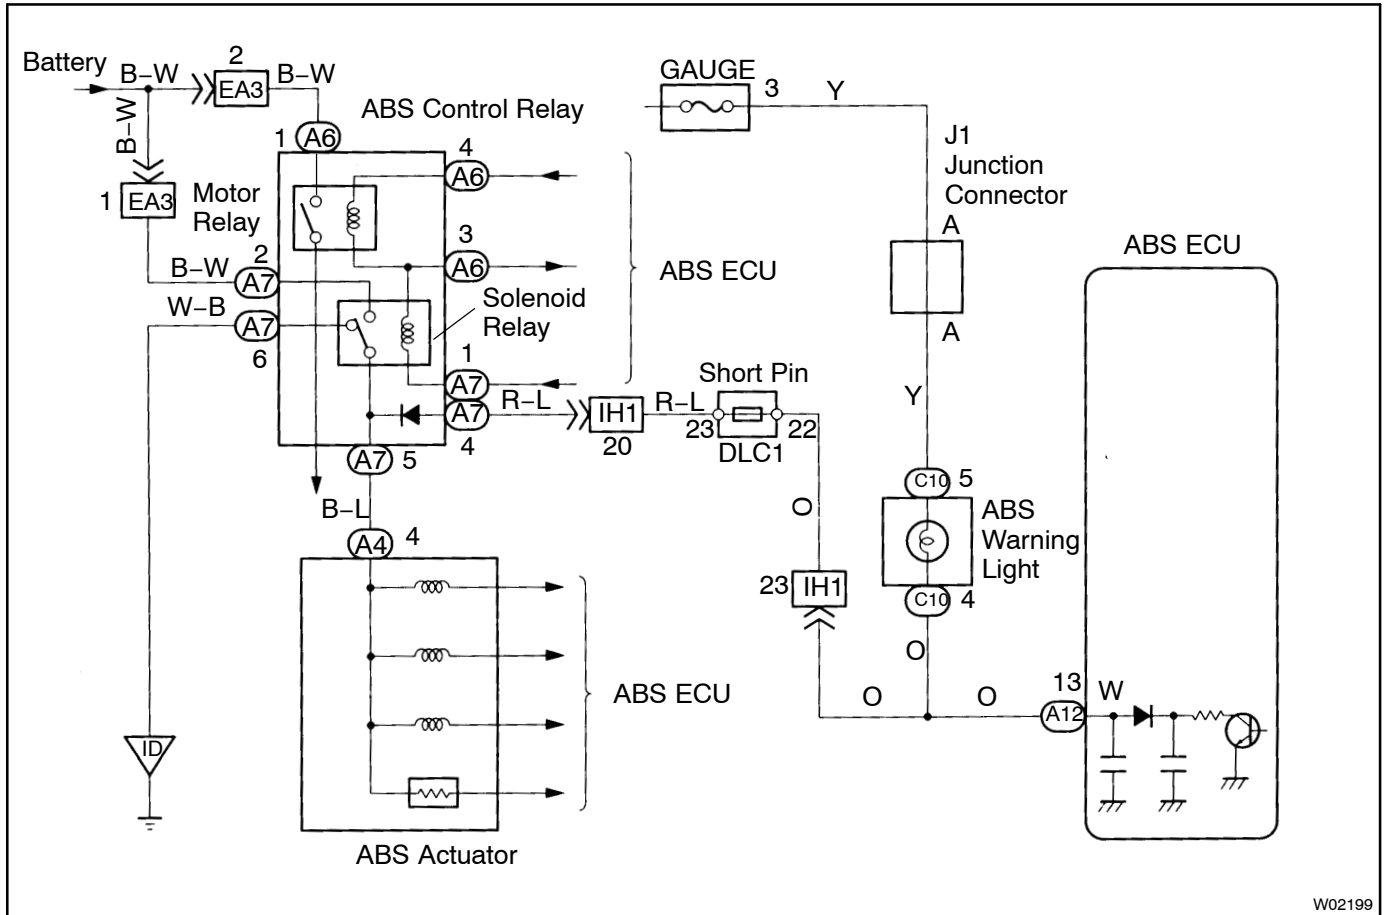 Battery
B–W
2
EA3
B–W
B–W
1
EA3
ABS Control Relay
1
A6
Motor
Relay
4
A6
3
A6
ABS ECU
B–W
2
A7
W–B
A7
6
Solenoid
Relay
1
A7
A7
4
R–L
IH1
20
R–L
Short Pin
23
22
DLC1
A7
5
B–L
A4
4
O
23
IH1
ABS ECU
ABS Actuator
ID
GAUGE
3
Y
J1
Junction
Connector
A
A
Y
C10
5
ABS
Warning
Light
C10
4
O
O
O
13
A12
W
ABS ECU
W02199